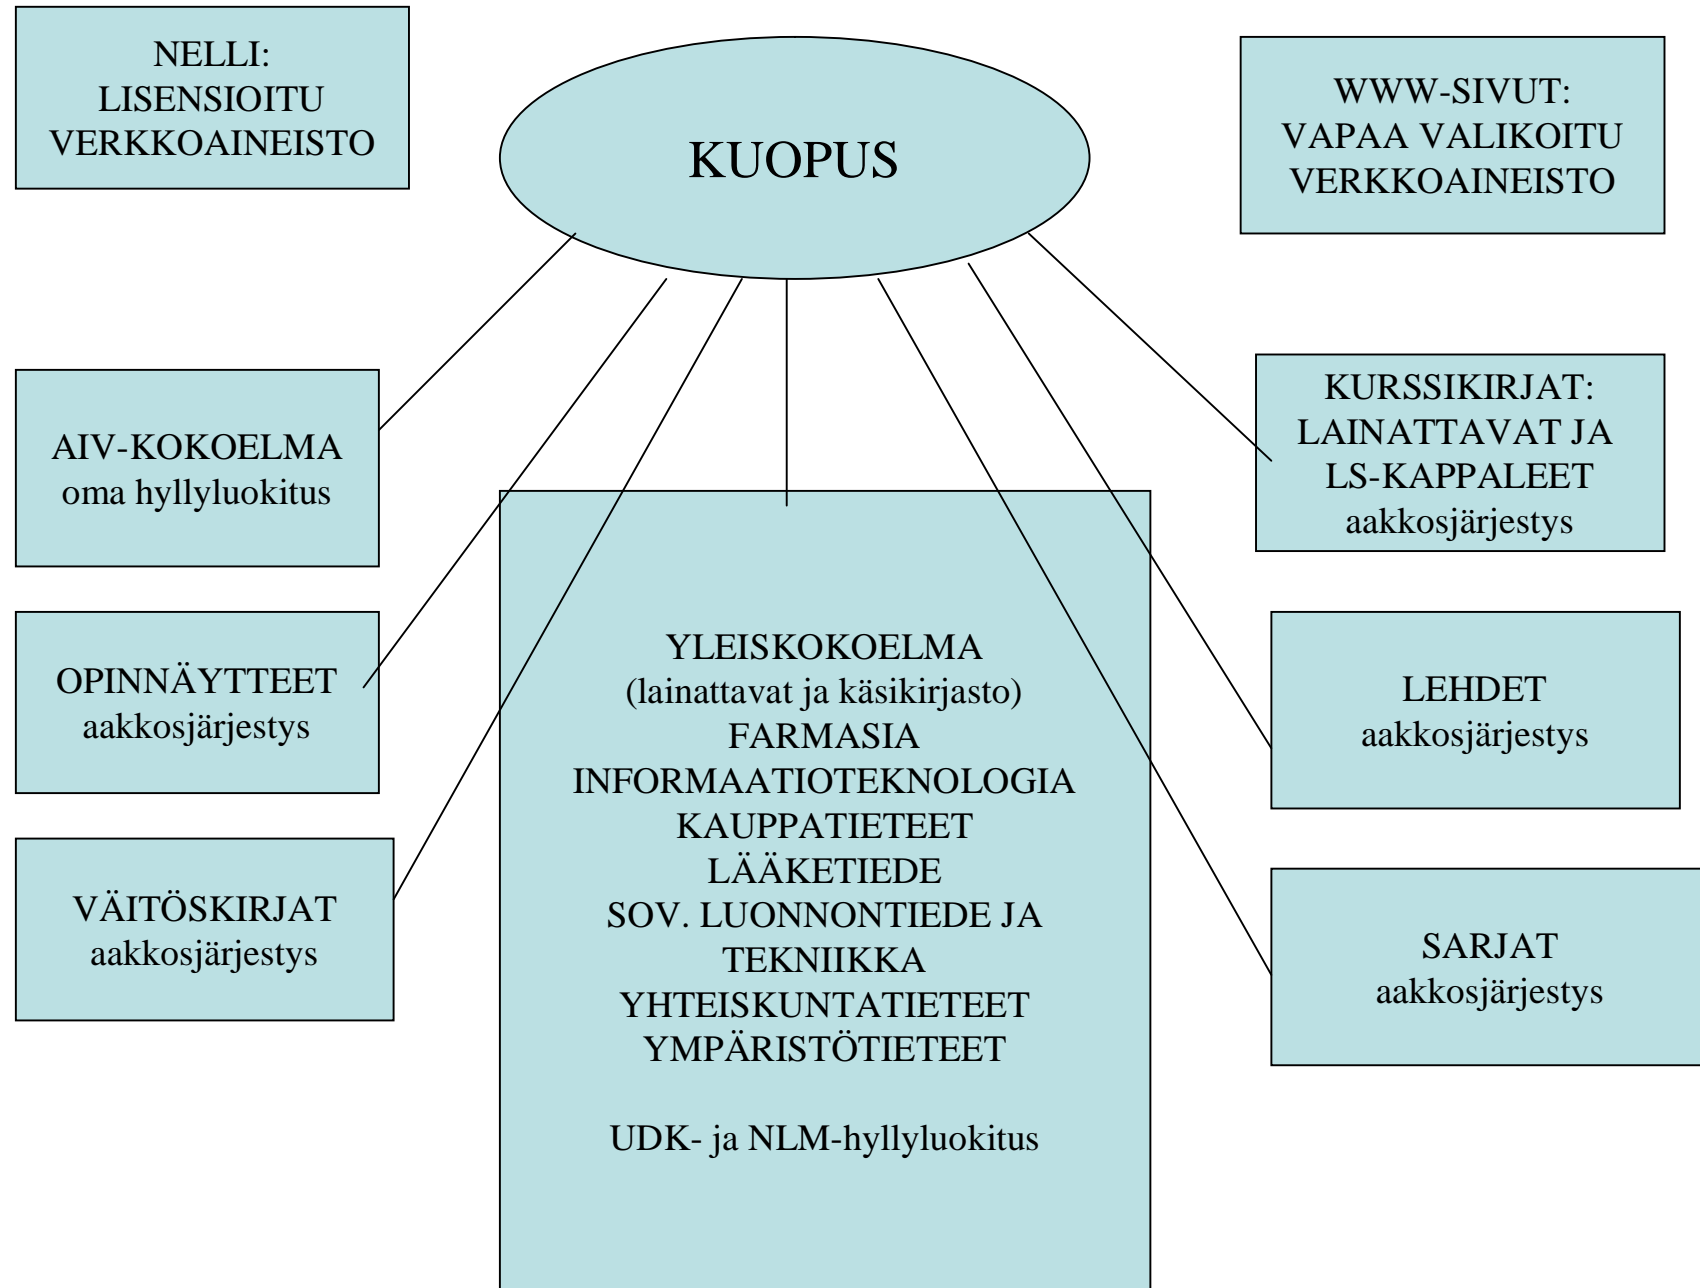 NELLI:
LISENSIOITU
VERKKOAINEISTO
KUOPUS
WWW-SIVUT:
VAPAA VALIKOITU
VERKKOAINEISTO
AIV-KOKOELMA
oma hyllyluokitus
OPINNÄYTTEET
aakkosjärjestys
VÄITÖSKIRJAT
aakkosjärjestys
YLEISKOKOELMA
(lainattavat ja käsikirjasto)
FARMASIA
INFORMAATIOTEKNOLOGIA
KAUPPATIETEET
LÄÄKETIEDE
SOV. LUONNONTIEDE JA
TEKNIIKKA
YHTEISKUNTATIETEET
YMPÄRISTÖTIETEET
UDK- ja NLM-hyllyluokitus
KURSSIKIRJAT:
LAINATTAVAT JA
LS-KAPPALEET
aakkosjärjestys
LEHDET
aakkosjärjestys
SARJAT
aakkosjärjestys